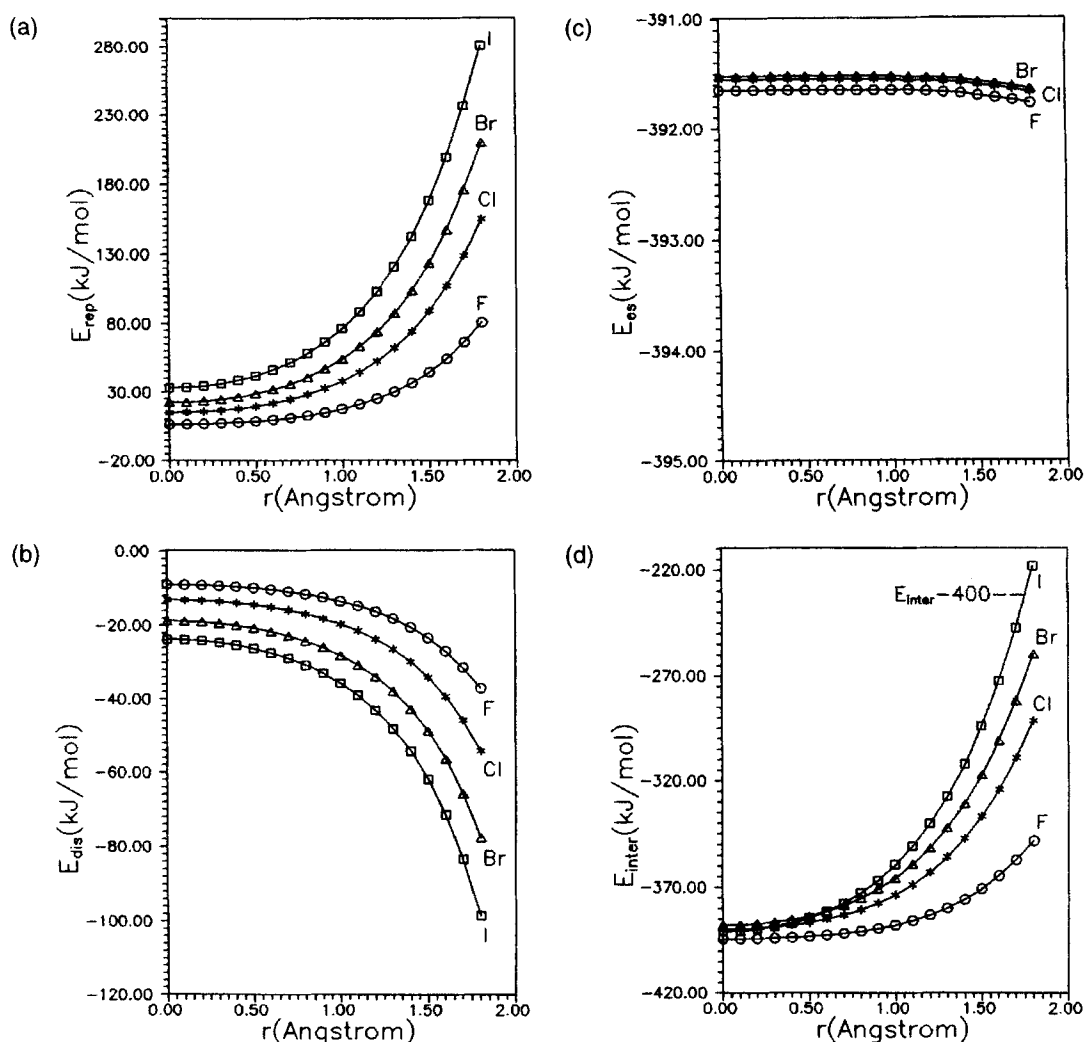 (a)
280.00
230.00
180.00
130.00
80.00
30.00
-20.00
E_rep(kJ/mol)
I
Br
Cl
F
0.00 0.50 1.00 1.50 2.00
r(Angstrom)
(c)
-391.00
-392.00
-393.00
-394.00
-395.00
E_es(kJ/mol)
Br
Cl
F
0.00 0.50 1.00 1.50 2.00
r(Angstrom)
(b)
0.00
-20.00
-40.00
-60.00
-80.00
-100.00
-120.00
E_dis(kJ/mol)
F
Cl
Br
I
0.00 0.50 1.00 1.50 2.00
r(Angstrom)
(d)
-220.00
-270.00
-320.00
-370.00
-420.00
E_inter(kJ/mol)
E_inter-400
I
Br
Cl
F
0.00 0.50 1.00 1.50 2.00
r(Angstrom)